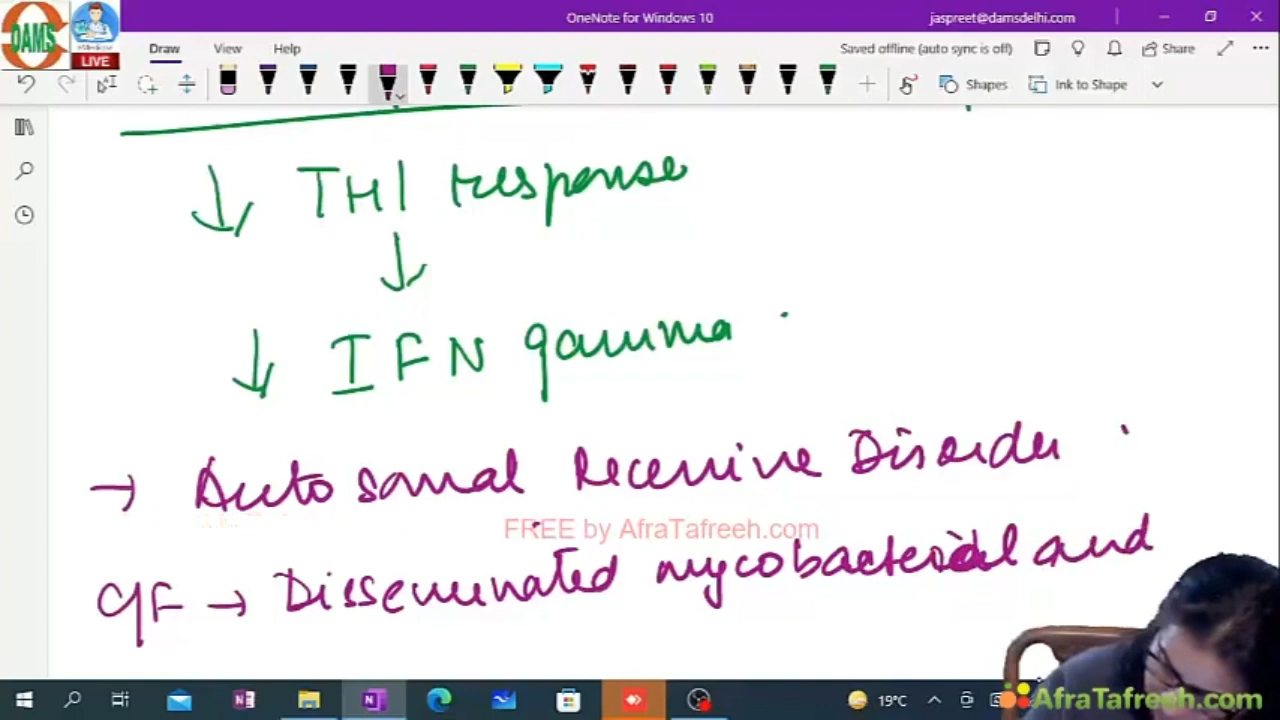 DAMS
eMedicoz
LIVE
OneNote for Windows 10
jaspreet@damsdelhi.com
Draw
View
Help
Saved offline (auto sync is off)
Share
Shapes
Ink to Shape
↓ TH1 response
↓
↓ IFN gamma
→ Autosomal Recessive Disorder
FREE by AfraTafreeh.com
C/F → Disseminated mycobacterial and
19°C
AfraTafreeh.com